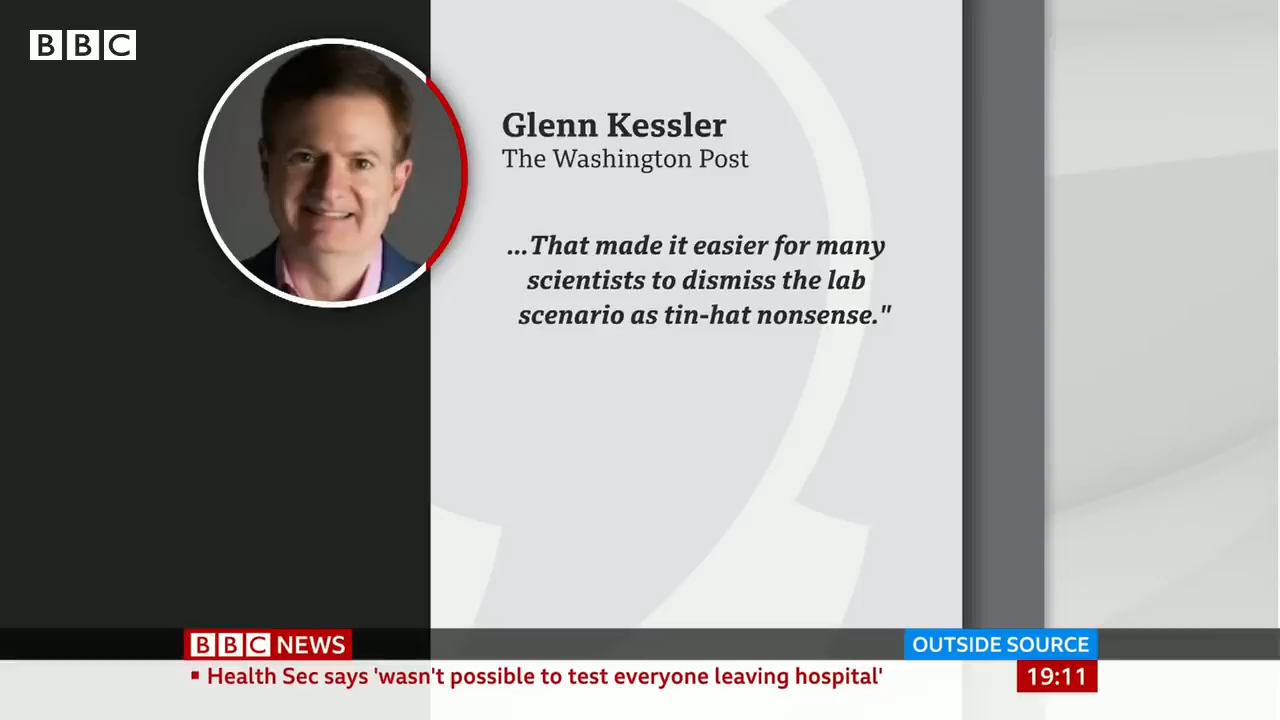 BBC
Glenn Kessler
The Washington Post
...That made it easier for many
scientists to dismiss the lab
scenario as tin-hat nonsense."
BBC NEWS
OUTSIDE SOURCE
Health Sec says 'wasn't possible to test everyone leaving hospital'
19:11